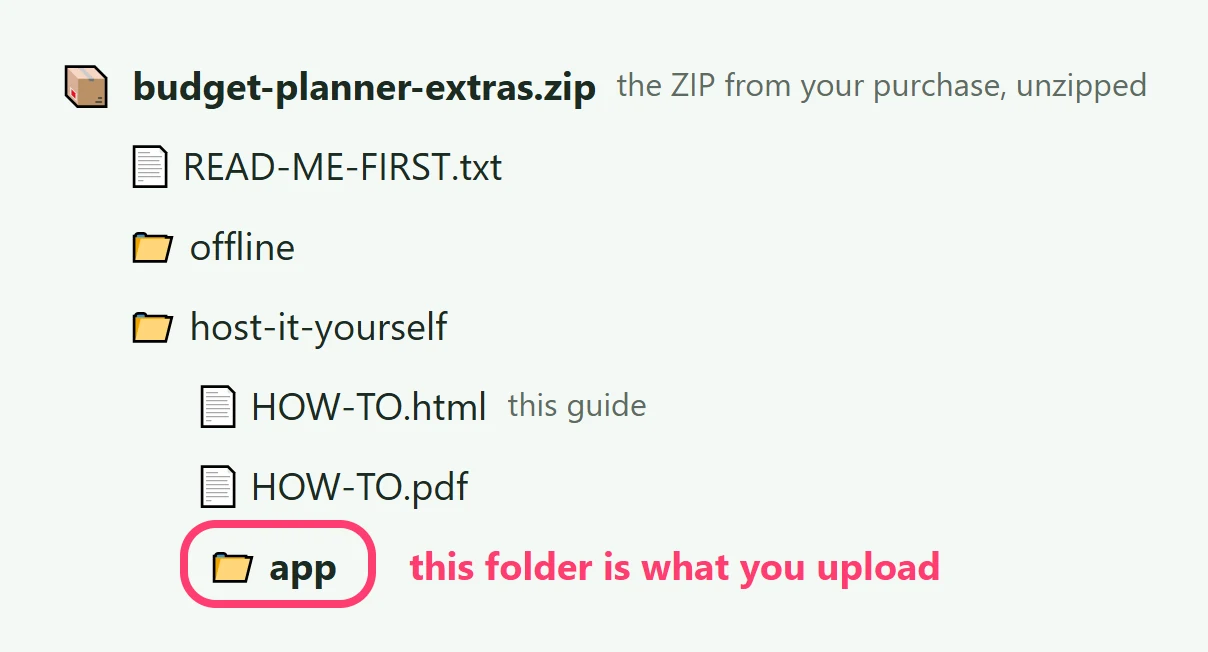 budget-planner-extras.zip the ZIP from your purchase, unzipped
READ-ME-FIRST.txt
offline
host-it-yourself
HOW-TO.html this guide
HOW-TO.pdf
app this folder is what you upload